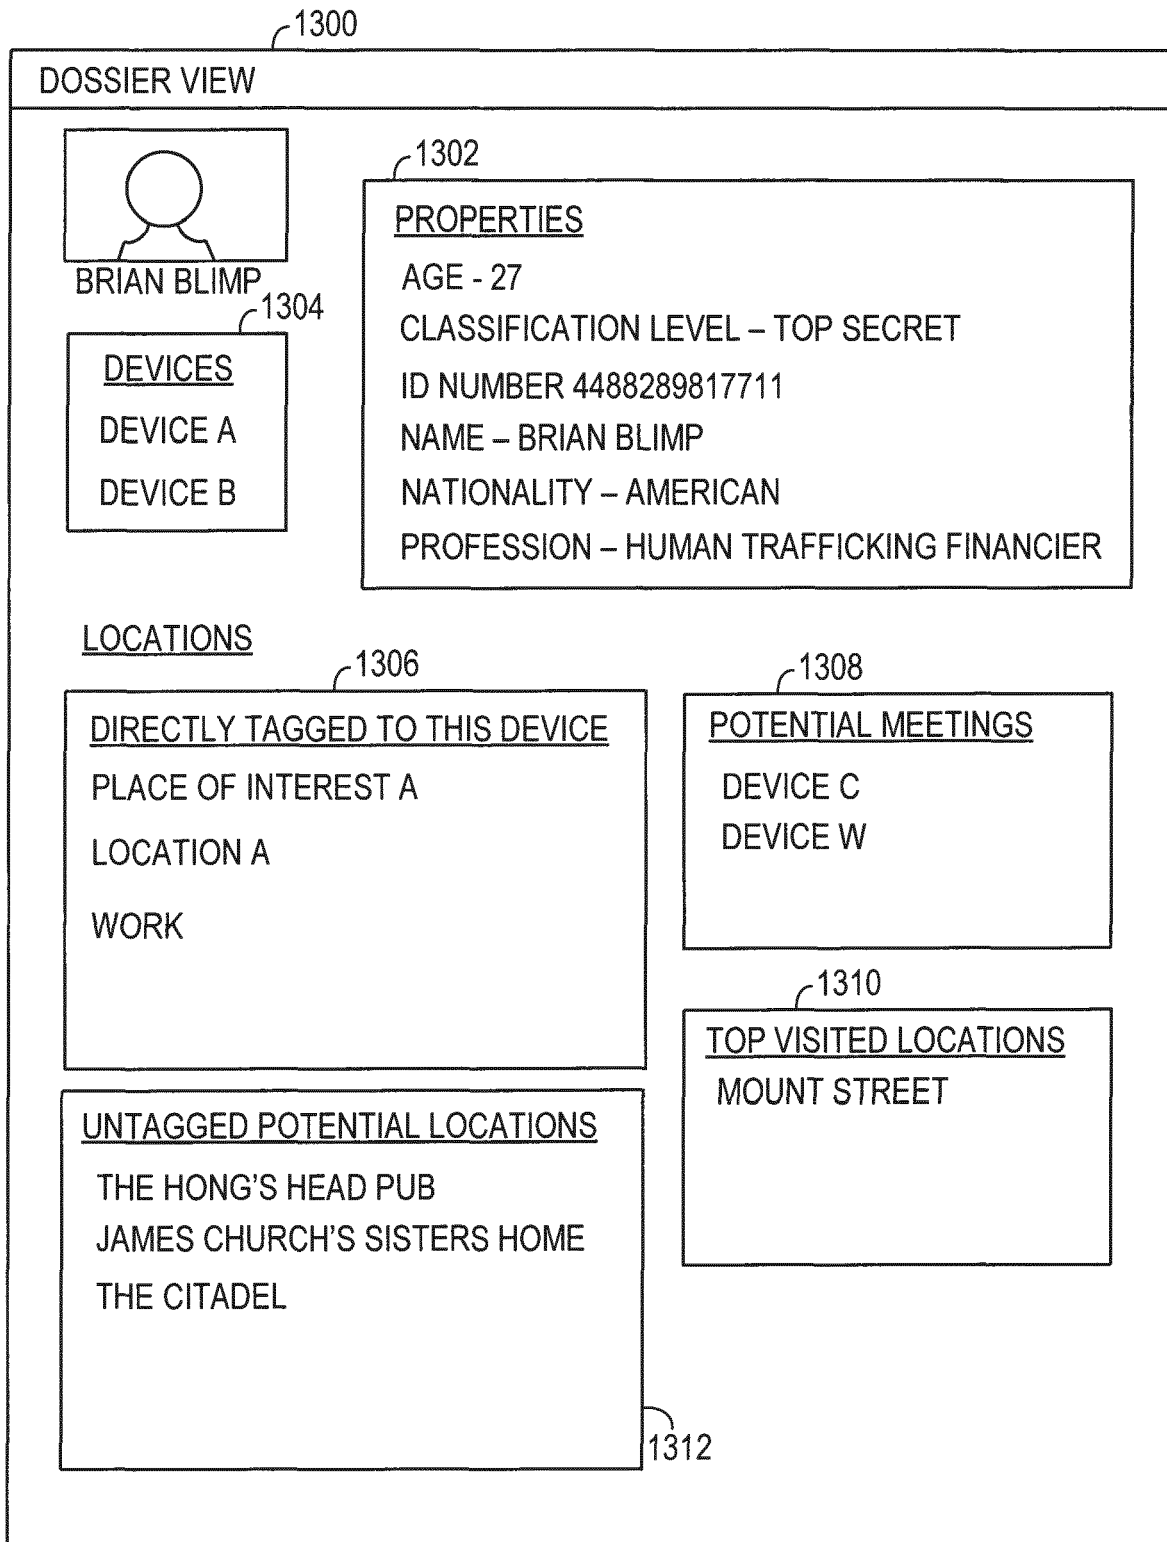 1300
DOSSIER VIEW
BRIAN BLIMP
1302
PROPERTIES
AGE - 27
CLASSIFICATION LEVEL – TOP SECRET
ID NUMBER 4488289817711
NAME – BRIAN BLIMP
NATIONALITY – AMERICAN
PROFESSION – HUMAN TRAFFICKING FINANCIER
1304
DEVICES
DEVICE A
DEVICE B
LOCATIONS
1306
DIRECTLY TAGGED TO THIS DEVICE
PLACE OF INTEREST A
LOCATION A
WORK
1308
POTENTIAL MEETINGS
DEVICE C
DEVICE W
1310
TOP VISITED LOCATIONS
MOUNT STREET
UNTAGGED POTENTIAL LOCATIONS
THE HONG'S HEAD PUB
JAMES CHURCH'S SISTERS HOME
THE CITADEL
1312